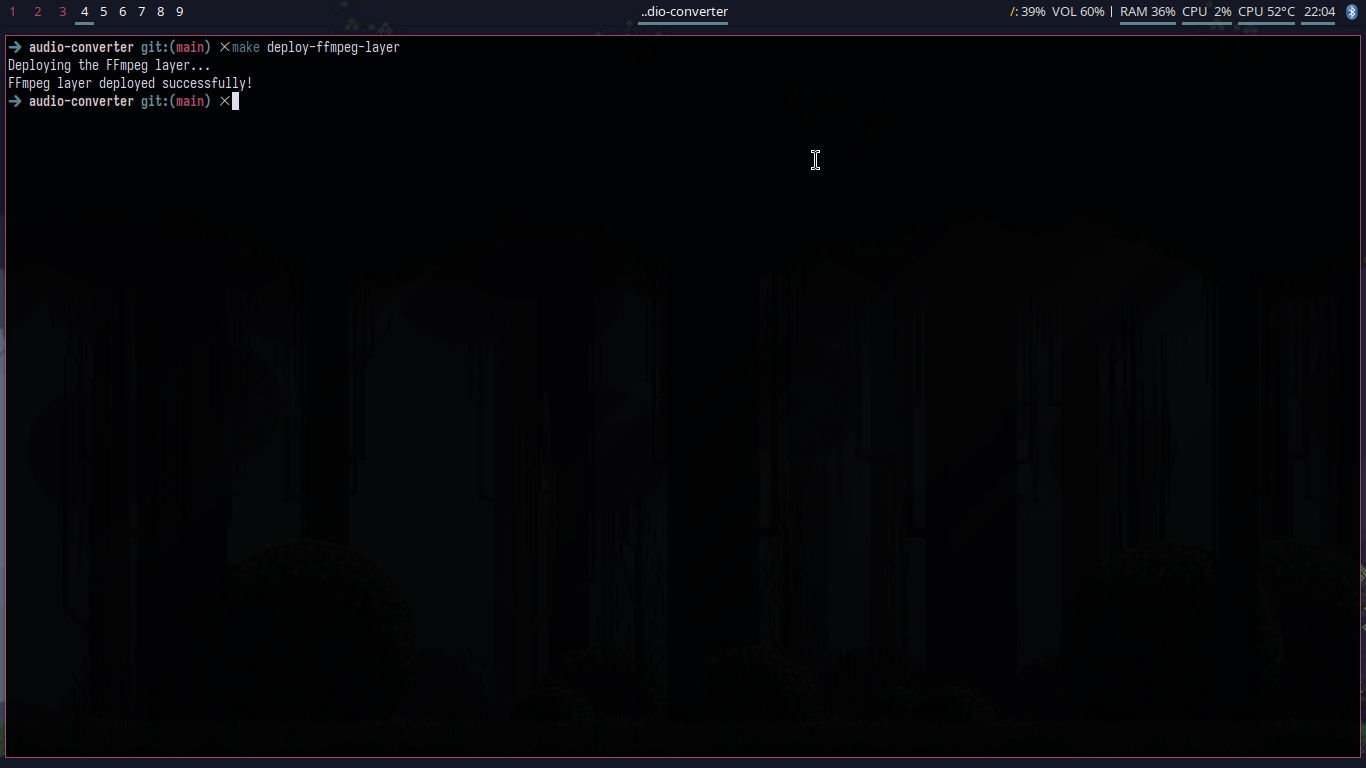 1 2 3 4 5 6 7 8 9 ..dio-converter /: 39% VOL 60% | RAM 36% CPU 2% CPU 52°C 22:04
➜ audio-converter git:(main) ✗ make deploy-ffmpeg-layer
Deploying the FFmpeg layer...
FFmpeg layer deployed successfully!
➜ audio-converter git:(main) ✗